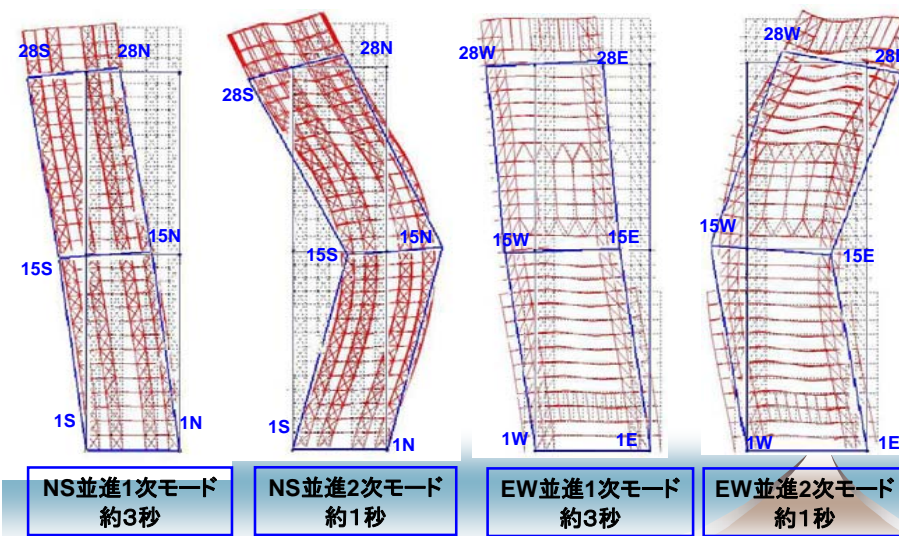 28S 28N
15S 15N
1S 1N
NS並進1次モード
約3秒
28N
28S
15S 15N
1S 1N
NS並進2次モード
約1秒
28W 28E
15W 15E
1W 1E
EW並進1次モード
約3秒
28W
28E
15W
15E
1W 1E
EW並進2次モード
約1秒